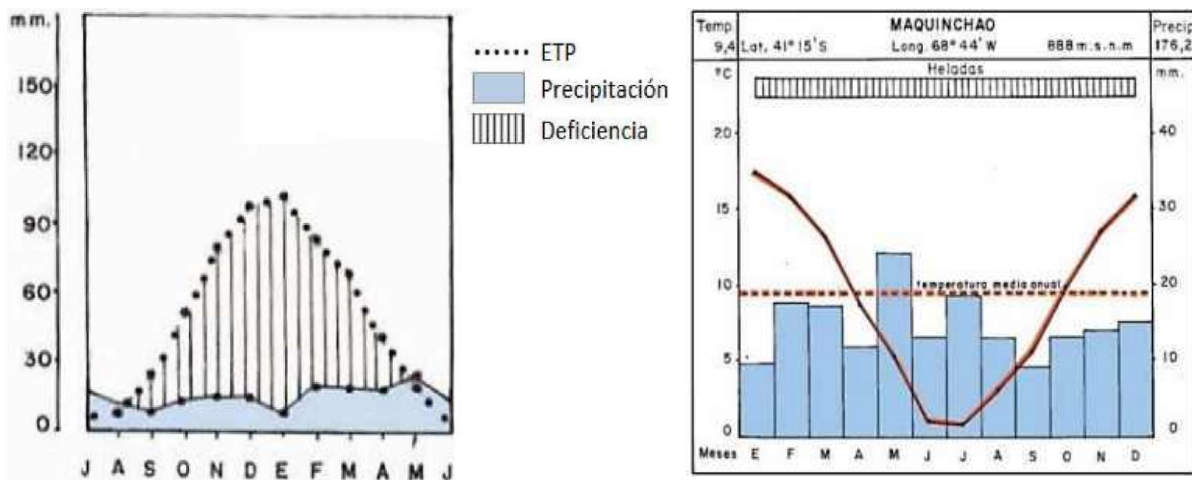 mm.
150
120
90
60
30
0
J A S O N D E F M A M J
ETP
Precipitación
Deficiencia
Temp. MAQUINCHAO Precip
9,4 Lat. 41° 15' S Long. 68° 44' W 888 m.s.n.m 176,2
°C Heladas mm.
20 40
15 30
10 temperatura media anual 20
5 10
0 0
Meses E F M A M J J A S O N D